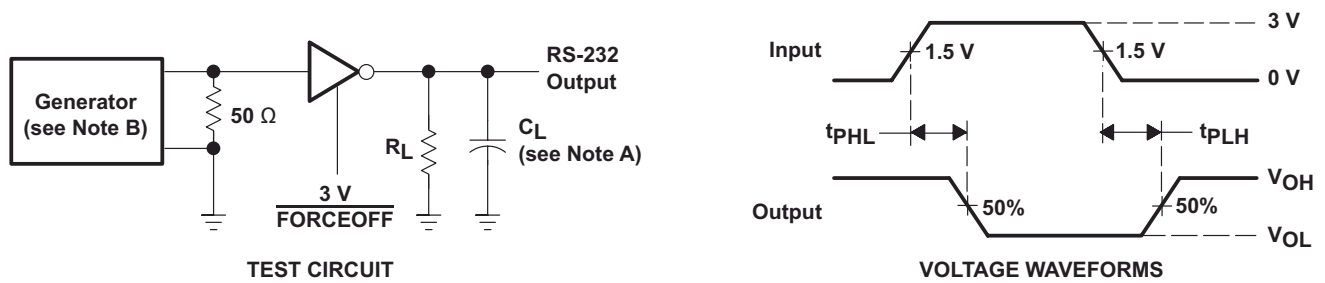 Generator
(see Note B)
50 Ω
3 V
FORCEOFF
RL
CL
(see Note A)
RS-232
Output
TEST CIRCUIT
Input
1.5 V
1.5 V
3 V
0 V
tPHL
tPLH
Output
50%
50%
VOH
VOL
VOLTAGE WAVEFORMS